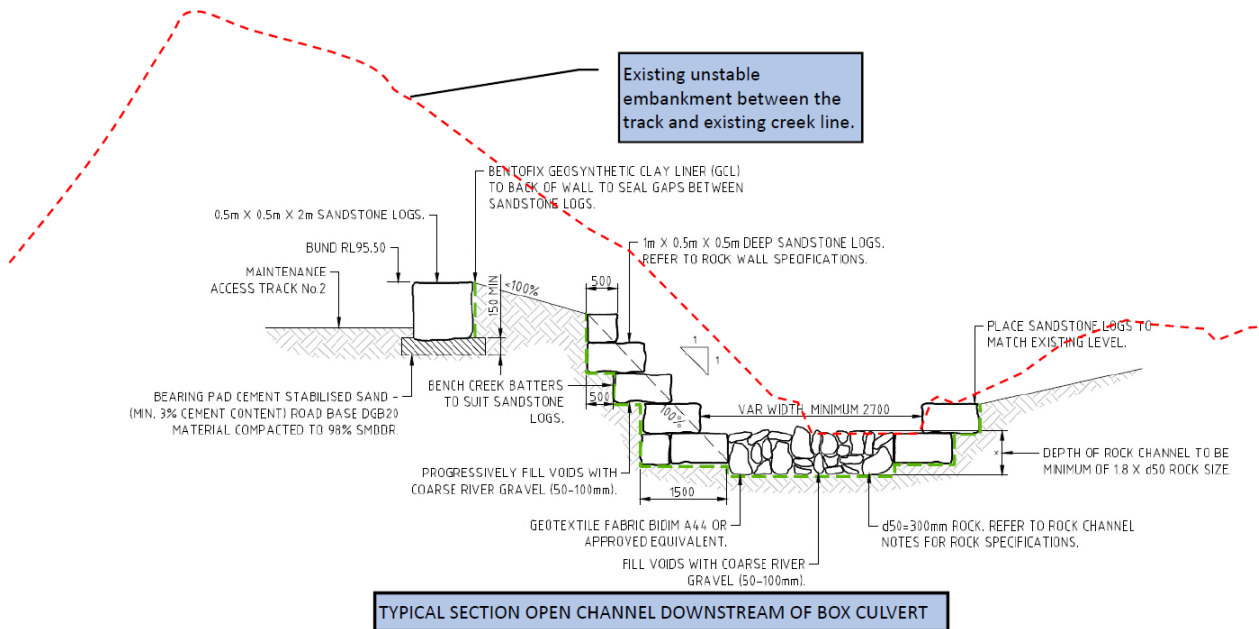 Existing unstable
embankment between the
track and existing creek line.
BENTOFIX GEOSYNTHETIC CLAY LINER (GCL)
TO BACK OF WALL TO SEAL GAPS BETWEEN
SANDSTONE LOGS.
0.5m X 0.5m X 2m SANDSTONE LOGS.
BUND RL95.50
MAINTENANCE
ACCESS TRACK No.2
150 MIN
<100%
500
1m X 0.5m X 0.5m DEEP SANDSTONE LOGS.
REFER TO ROCK WALL SPECIFICATIONS.
1
1
PLACE SANDSTONE LOGS TO
MATCH EXISTING LEVEL.
BEARING PAD CEMENT STABILISED SAND -
(MIN. 3% CEMENT CONTENT) ROAD BASE DGB20
MATERIAL COMPACTED TO 98% SMDDR.
BENCH CREEK BATTERS
TO SUIT SANDSTONE
LOGS.
500
100%
VAR WIDTH, MINIMUM 2700
x
DEPTH OF ROCK CHANNEL TO BE
MINIMUM OF 1.8 X d50 ROCK SIZE.
PROGRESSIVELY FILL VOIDS WITH
COARSE RIVER GRAVEL (50-100mm).
1500
GEOTEXTILE FABRIC BIDIM A44 OR
APPROVED EQUIVALENT.
d50=300mm ROCK, REFER TO ROCK CHANNEL
NOTES FOR ROCK SPECIFICATIONS.
FILL VOIDS WITH COARSE RIVER
GRAVEL (50-100mm).
TYPICAL SECTION OPEN CHANNEL DOWNSTREAM OF BOX CULVERT